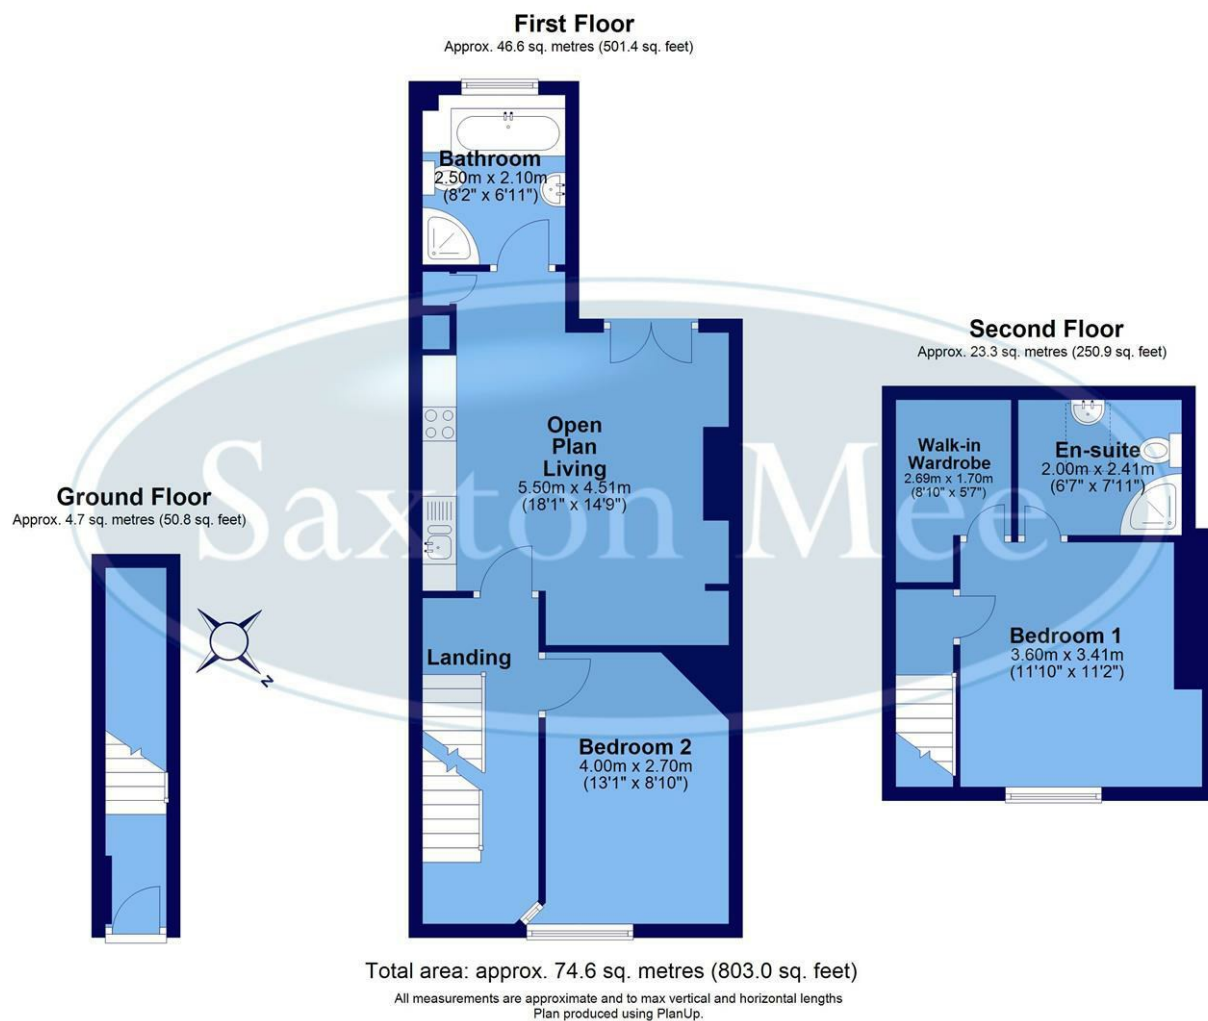 First Floor
Approx. 46.6 sq. metres (501.4 sq. feet)
Bathroom
2.50m x 2.10m
(8'2" x 6'11")
Second Floor
Approx. 23.3 sq. metres (250.9 sq. feet)
Open
Plan
Living
5.50m x 4.51m
(18'1" x 14'9")
Walk-in
Wardrobe
2.69m x 1.70m
(8'10" x 5'7")
En-suite
2.00m x 2.41m
(6'7" x 7'11")
Ground Floor
Approx. 4.7 sq. metres (50.8 sq. feet)
Saxton Mee
N
Landing
Bedroom 1
3.60m x 3.41m
(11'10" x 11'2")
Bedroom 2
4.00m x 2.70m
(13'1" x 8'10")
Total area: approx. 74.6 sq. metres (803.0 sq. feet)
All measurements are approximate and to max vertical and horizontal lengths
Plan produced using PlanUp.